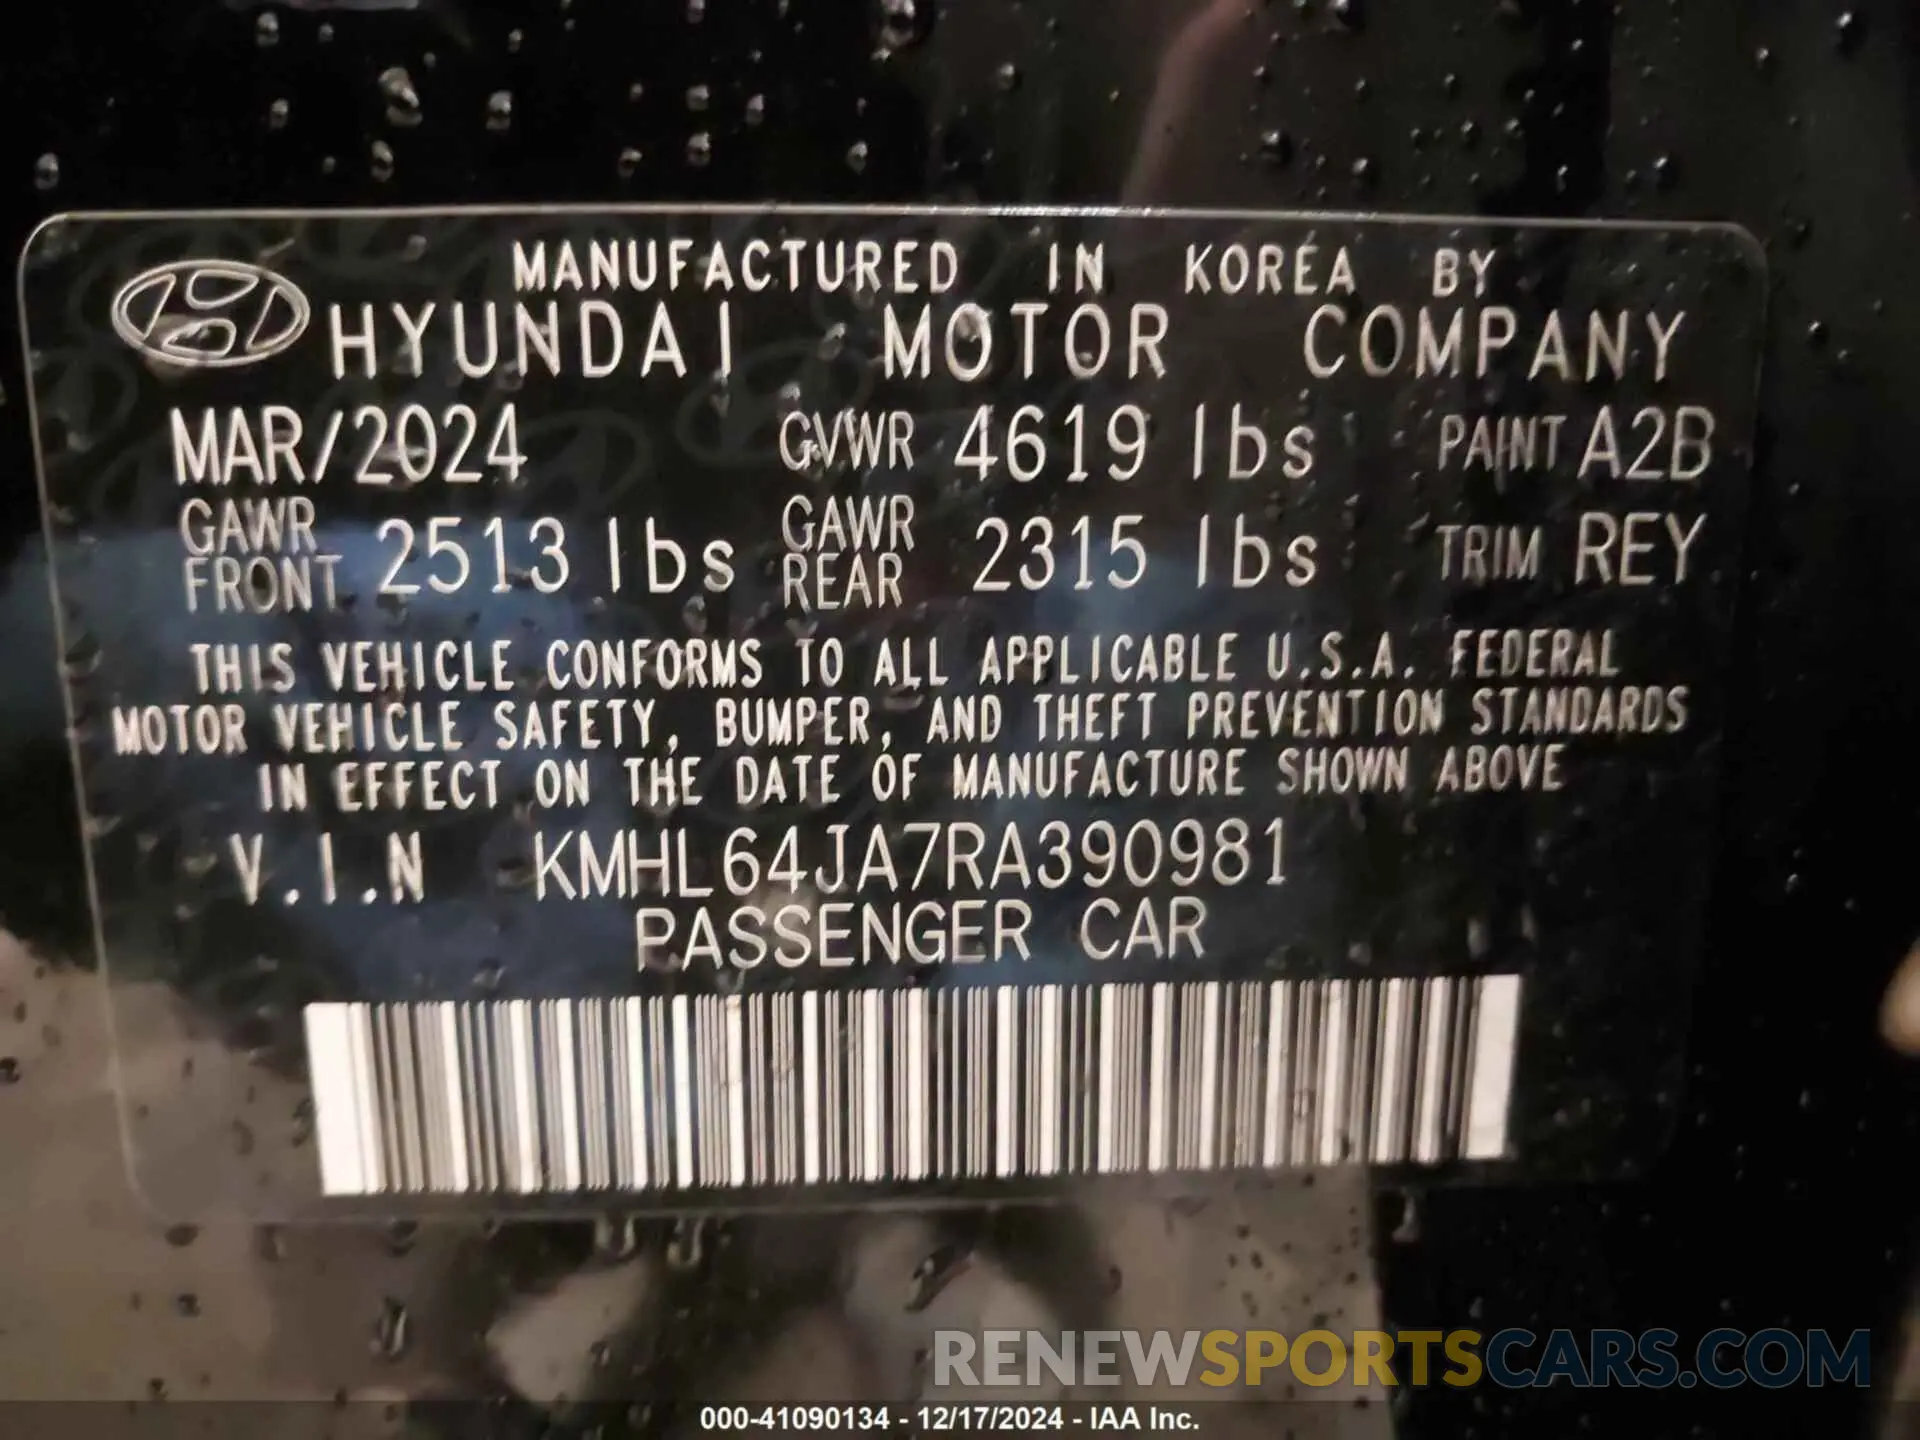 MANUFACTURED IN KOREA BY
HYUNDAI MOTOR COMPANY
MAR/2024 GVWR 4619 lbs PAINT A2B
GAWR FRONT 2513 lbs GAWR REAR 2315 lbs TRIM REY
THIS VEHICLE CONFORMS TO ALL APPLICABLE U.S.A. FEDERAL
MOTOR VEHICLE SAFETY, BUMPER, AND THEFT PREVENTION STANDARDS
IN EFFECT ON THE DATE OF MANUFACTURE SHOWN ABOVE
V.I.N KMHL64JA7RA390981
PASSENGER CAR
RENEWSPORTSCARS.COM
000-41090134 - 12/17/2024 - IAA Inc.